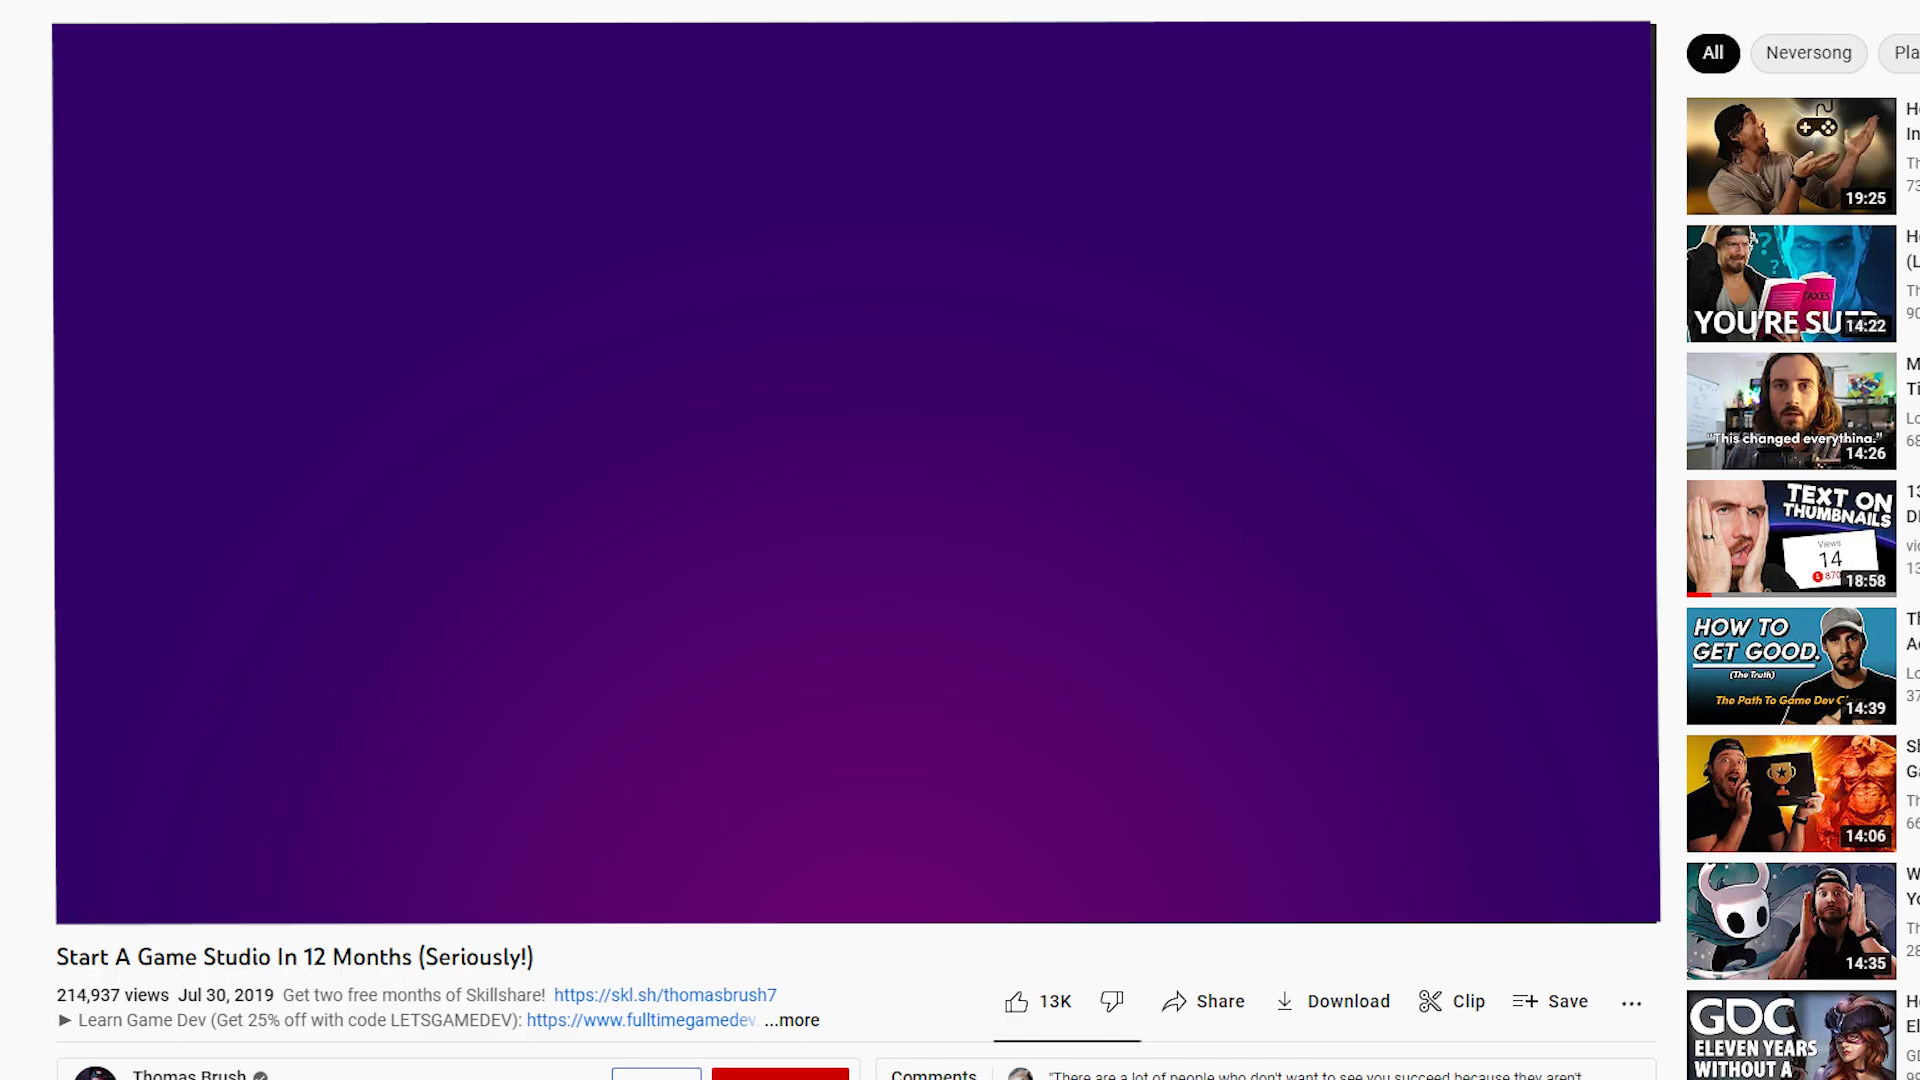 All
Neversong
Pla
19:25
YOU'RE SUED
14:22
"This changed everything."
14:26
TEXT ON
THUMBNAILS
Views
14
870
18:58
HOW TO
GET GOOD.
(The Truth)
The Path To Game Dev
14:39
14:06
14:35
GDC
ELEVEN YEARS
WITHOUT A
Start A Game Studio In 12 Months (Seriously!)
214,937 views Jul 30, 2019 Get two free months of Skillshare! https://skl.sh/thomasbrush7
► Learn Game Dev (Get 25% off with code LETSGAMEDEV): https://www.fulltimegamedev. ...more
13K
Share
Download
Clip
Save
Thomas Brush
Comments
"There are a lot of people who don't want to see you succeed because they aren't